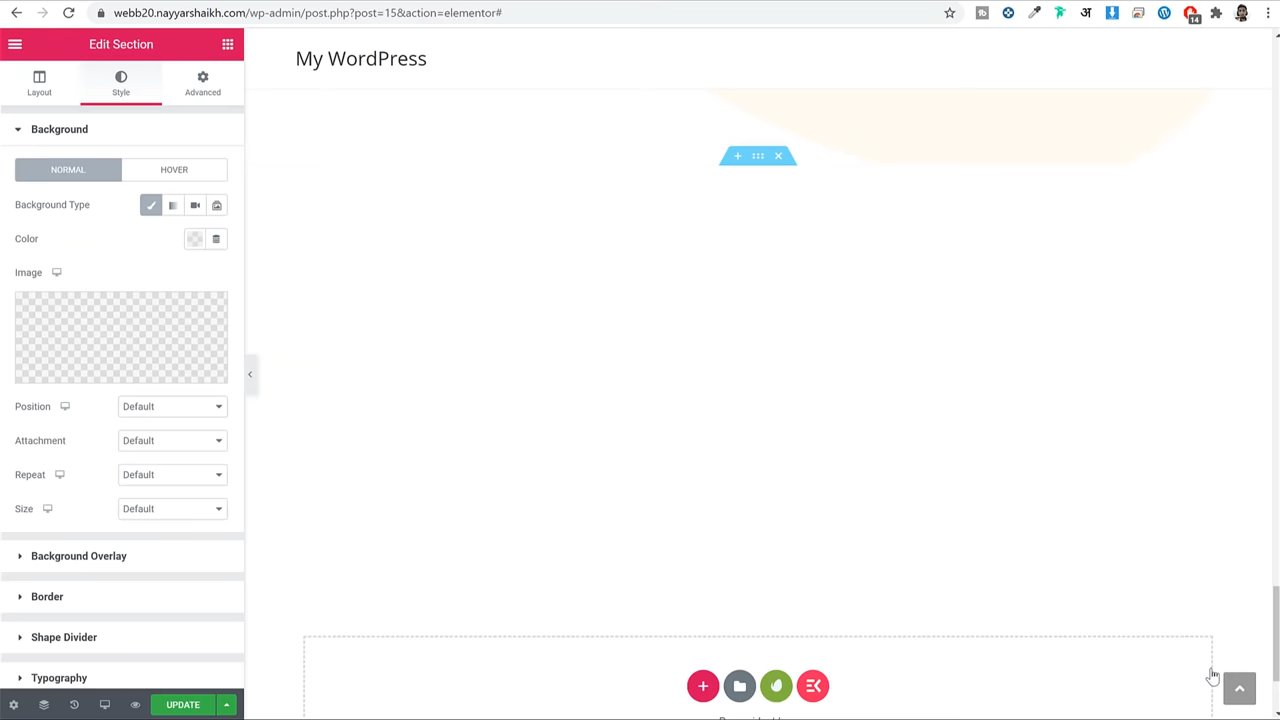 webb20.nayyarshaikh.com/wp-admin/post.php?post=15&action=elementor#
अ
14
Edit Section
My WordPress
Layout
Style
Advanced
Background
NORMAL
HOVER
Background Type
Color
Image
Position
Default
Attachment
Default
Repeat
Default
Size
Default
Background Overlay
Border
Shape Divider
Typography
UPDATE